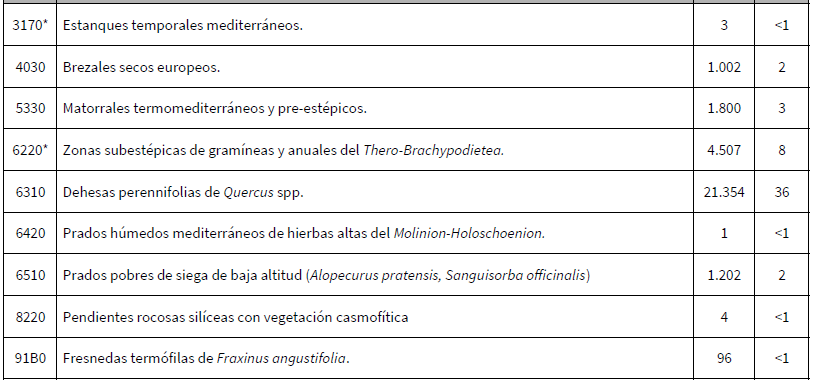 3170* Estanques temporales mediterráneos. 3 <1
4030 Brezales secos europeos. 1.002 2
5330 Matorrales termomediterráneos y pre-estépicos. 1.800 3
6220* Zonas subestépicas de gramíneas y anuales del Thero-Brachypodietea. 4.507 8
6310 Dehesas perennifolias de Quercus spp. 21.354 36
6420 Prados húmedos mediterráneos de hierbas altas del Molinion-Holoschoenion. 1 <1
6510 Prados pobres de siega de baja altitud (Alopecurus pratensis, Sanguisorba officinalis) 1.202 2
8220 Pendientes rocosas silíceas con vegetación casmofítica 4 <1
91B0 Fresnedas termófilas de Fraxinus angustifolia. 96 <1